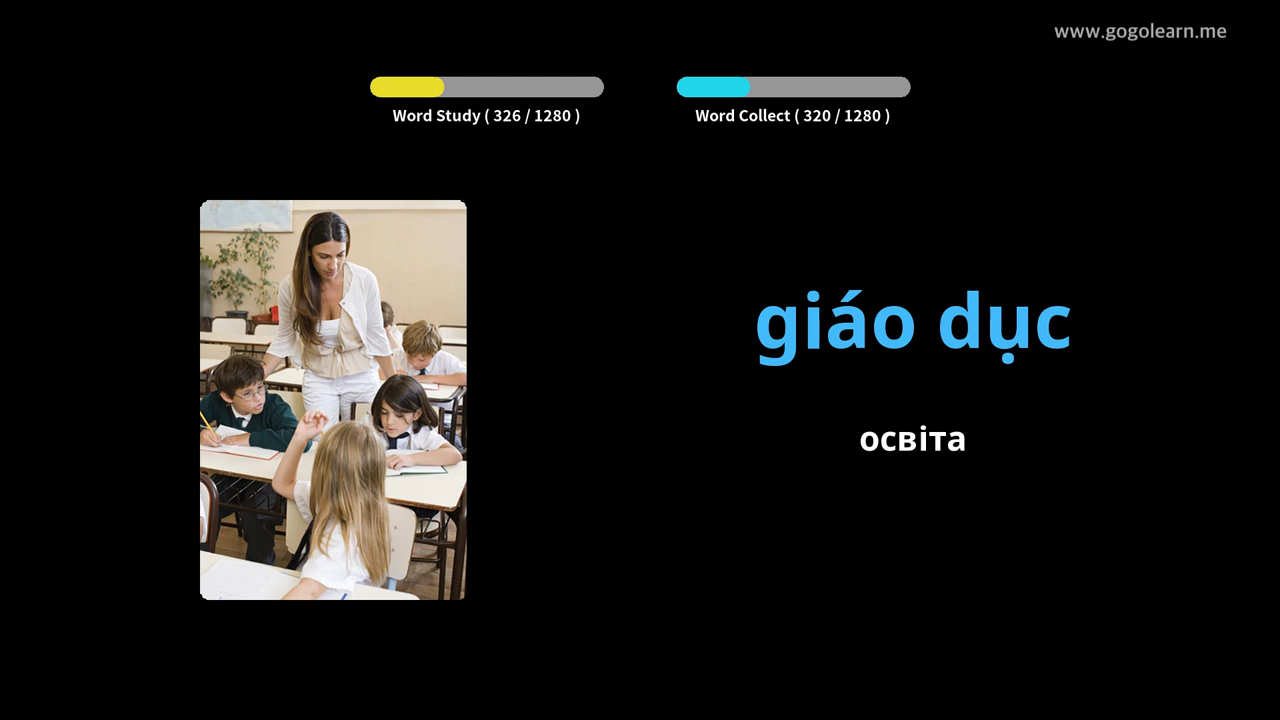 www.gogolearn.me
Word Study ( 326 / 1280 )
Word Collect ( 320 / 1280 )
giáo dục
освіта